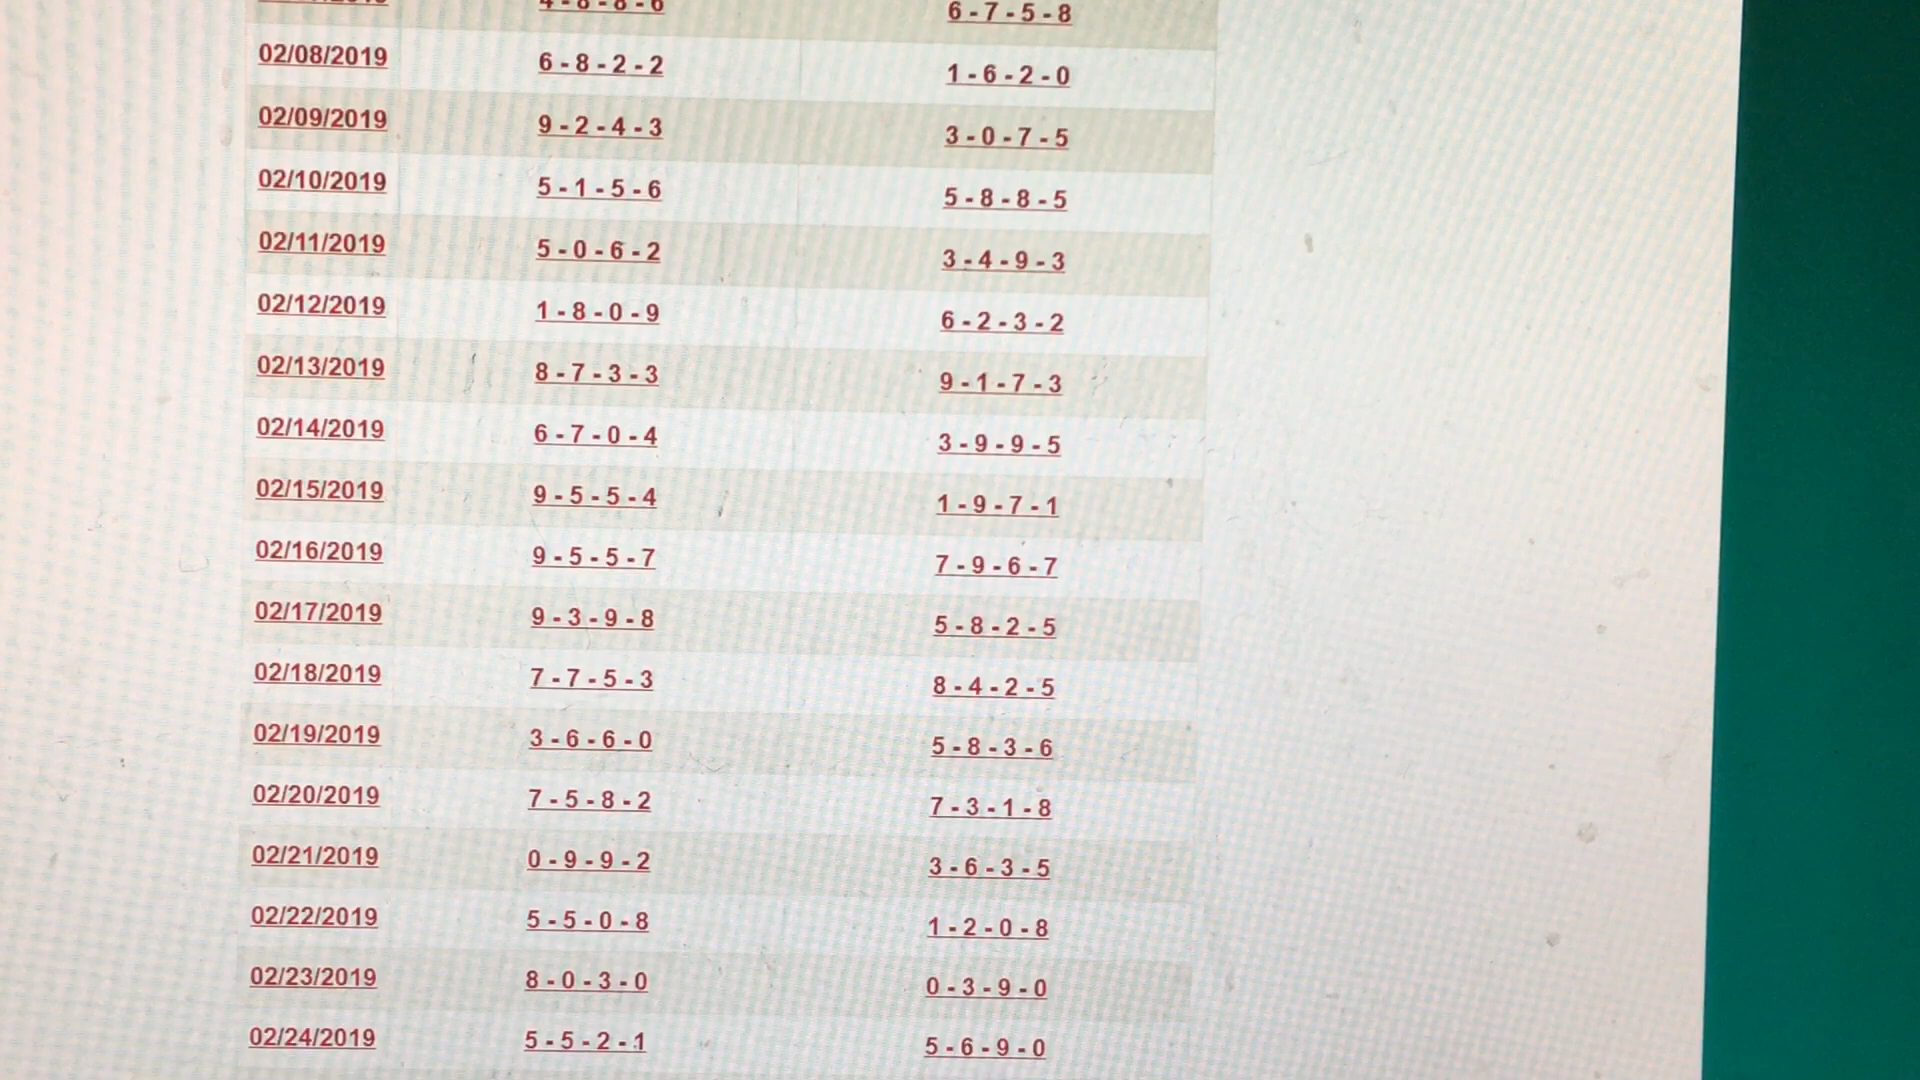 6 - 7 - 5 - 8
02/08/2019 6 - 8 - 2 - 2 1 - 6 - 2 - 0
02/09/2019 9 - 2 - 4 - 3 3 - 0 - 7 - 5
02/10/2019 5 - 1 - 5 - 6 5 - 8 - 8 - 5
02/11/2019 5 - 0 - 6 - 2 3 - 4 - 9 - 3
02/12/2019 1 - 8 - 0 - 9 6 - 2 - 3 - 2
02/13/2019 8 - 7 - 3 - 3 9 - 1 - 7 - 3
02/14/2019 6 - 7 - 0 - 4 3 - 9 - 9 - 5
02/15/2019 9 - 5 - 5 - 4 1 - 9 - 7 - 1
02/16/2019 9 - 5 - 5 - 7 7 - 9 - 6 - 7
02/17/2019 9 - 3 - 9 - 8 5 - 8 - 2 - 5
02/18/2019 7 - 7 - 5 - 3 8 - 4 - 2 - 5
02/19/2019 3 - 6 - 6 - 0 5 - 8 - 3 - 6
02/20/2019 7 - 5 - 8 - 2 7 - 3 - 1 - 8
02/21/2019 0 - 9 - 9 - 2 3 - 6 - 3 - 5
02/22/2019 5 - 5 - 0 - 8 1 - 2 - 0 - 8
02/23/2019 8 - 0 - 3 - 0 0 - 3 - 9 - 0
02/24/2019 5 - 5 - 2 - 1 5 - 6 - 9 - 0